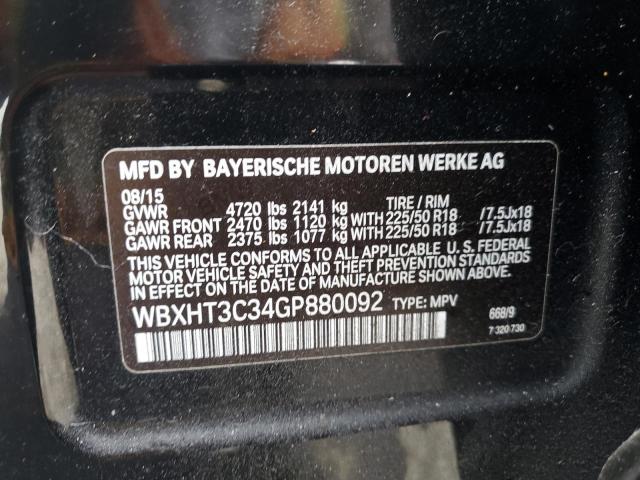 MFD BY BAYERISCHE MOTOREN WERKE AG
08/15
GVWR 4720 lbs 2141 kg TIRE / RIM
GAWR FRONT 2470 lbs 1120 kg WITH 225/50 R18 /7.5Jx18
GAWR REAR 2375 lbs 1077 kg WITH 225/50 R18 /7.5Jx18
THIS VEHICLE CONFORMS TO ALL APPLICABLE U. S. FEDERAL
MOTOR VEHICLE SAFETY AND THEFT PREVENTION STANDARDS
IN EFFECT ON THE DATE OF MANUFACTURE SHOWN ABOVE.
WBXHT3C34GP880092 TYPE: MPV
668/9
7 320 730